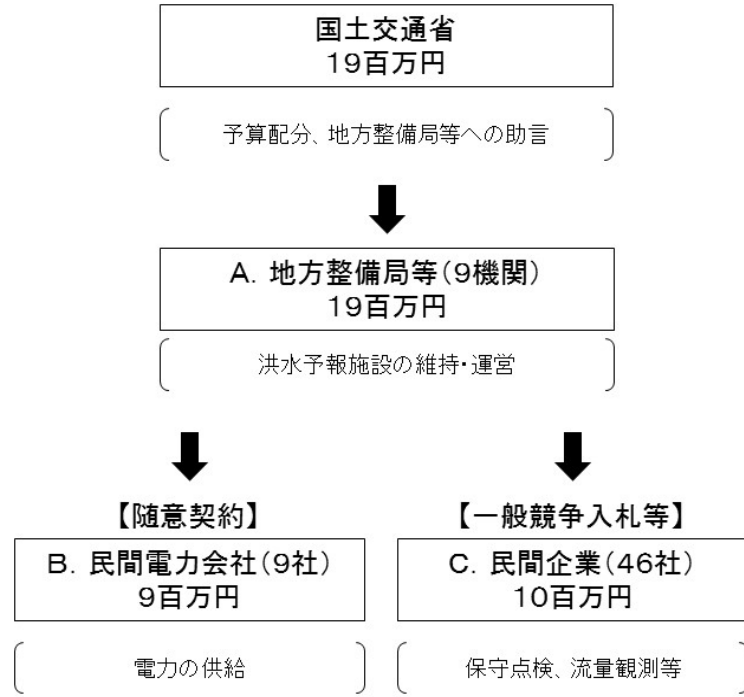 国土交通省
19百万円
予算配分、地方整備局等への助言
A. 地方整備局等(9機関)
19百万円
洪水予報施設の維持・運営
【随意契約】
B. 民間電力会社(9社)
9百万円
電力の供給
【一般競争入札等】
C. 民間企業(46社)
10百万円
保守点検、流量観測等